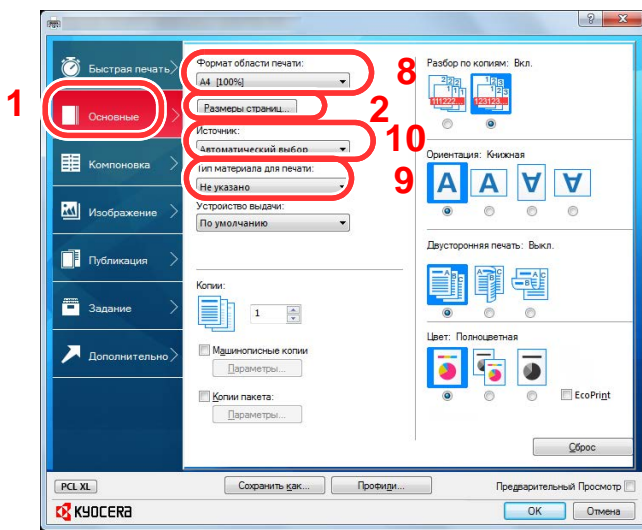 1
Быстрая печать
Основные
Компоновка
Изображение
Публикация
Задание
Дополнительно
Формат области печати:
A4 [100%]
8
Размеры страниц...
2
Источник:
Автоматический выбор
10
Тип материала для печати:
Не указано
9
Устройство выдачи:
По умолчанию
Копии:
1
Машинописные копии
Параметры...
Копии пакета:
Параметры...
Разбор по копиям: Вкл.
111222...
123123...
Ориентация: Книжная
A A A A
Двусторонняя печать: Выкл.
Цвет: Полноцветная
EcoPrint
Сброс
PCL XL
Сохранить как...
Профили...
Предварительный Просмотр
KYOCERA
OK
Отмена